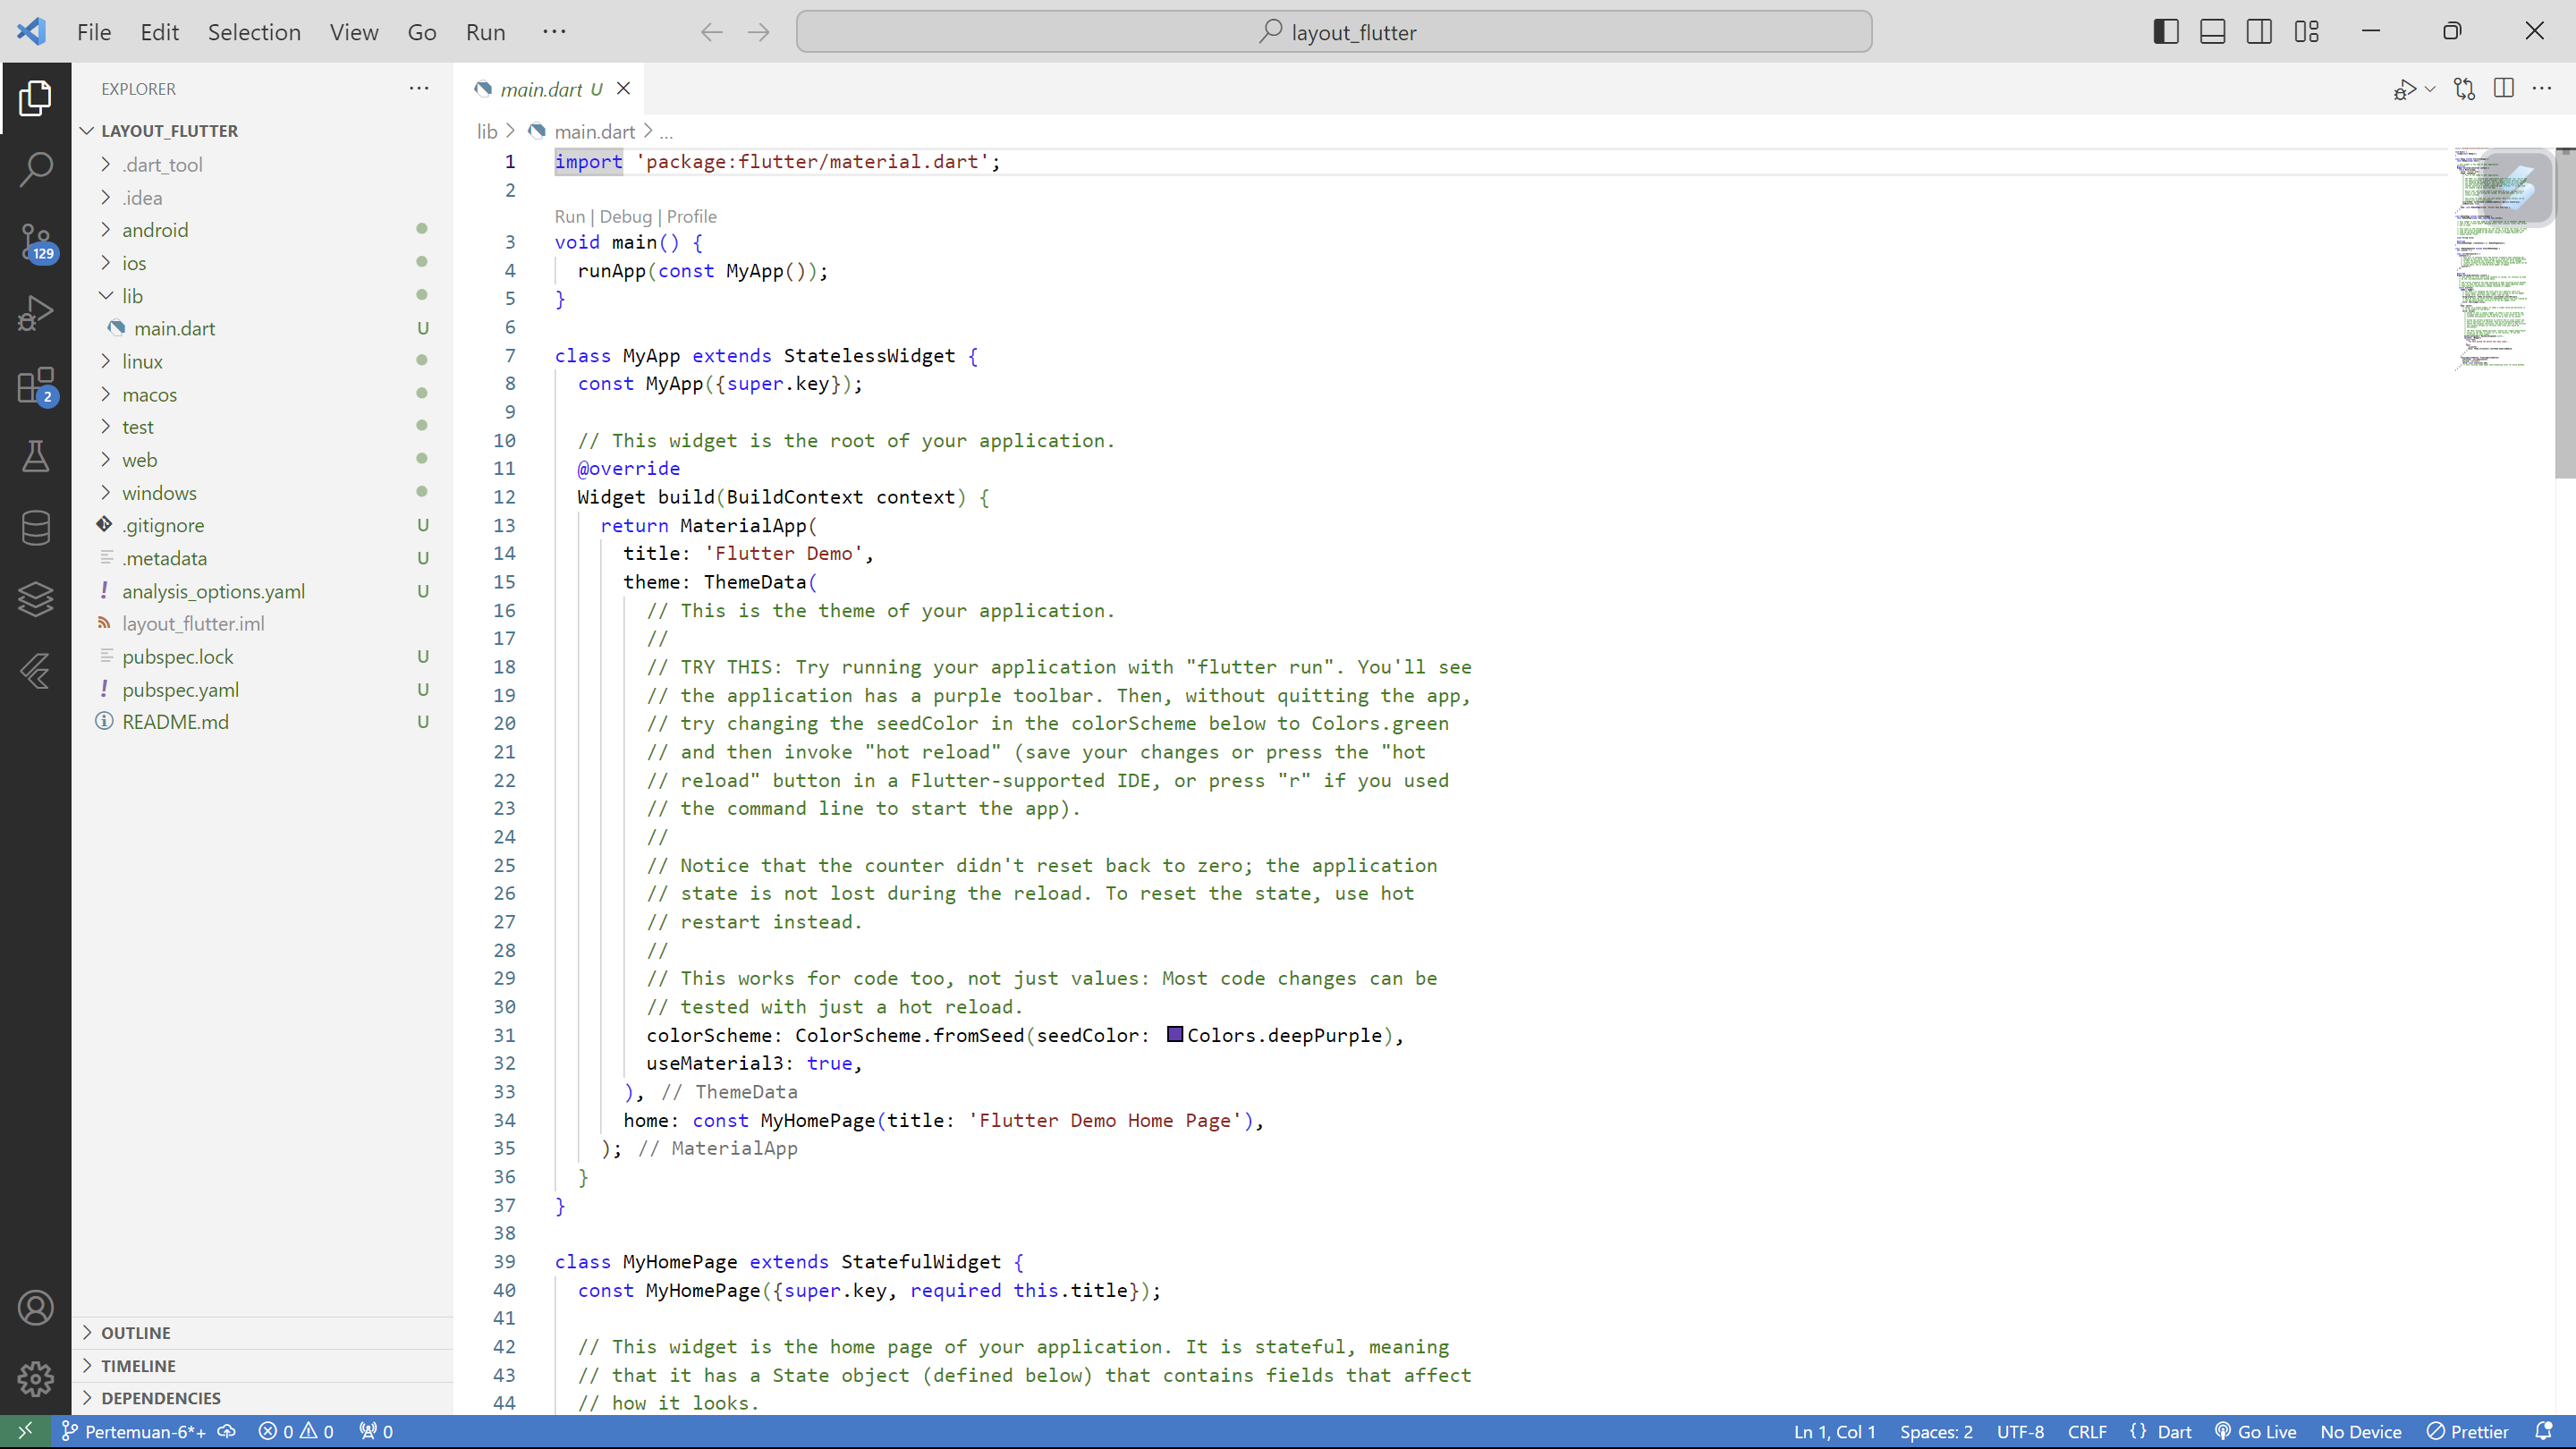 File Edit Selection View Go Run ··· layout_flutter
EXPLORER
LAYOUT_FLUTTER
.dart_tool
.idea
android
ios
lib
main.dart U
linux
macos
test
web
windows
.gitignore U
.metadata U
analysis_options.yaml U
layout_flutter.iml
pubspec.lock U
pubspec.yaml U
README.md U
OUTLINE
TIMELINE
DEPENDENCIES
129
2
main.dart U
lib > main.dart > ...
1 import 'package:flutter/material.dart';
2
Run | Debug | Profile
3 void main() {
4 runApp(const MyApp());
5 }
6
7 class MyApp extends StatelessWidget {
8 const MyApp({super.key});
9
10 // This widget is the root of your application.
11 @override
12 Widget build(BuildContext context) {
13 return MaterialApp(
14 title: 'Flutter Demo',
15 theme: ThemeData(
16 // This is the theme of your application.
17 //
18 // TRY THIS: Try running your application with "flutter run". You'll see
19 // the application has a purple toolbar. Then, without quitting the app,
20 // try changing the seedColor in the colorScheme below to Colors.green
21 // and then invoke "hot reload" (save your changes or press the "hot
22 // reload" button in a Flutter-supported IDE, or press "r" if you used
23 // the command line to start the app).
24 //
25 // Notice that the counter didn't reset back to zero; the application
26 // state is not lost during the reload. To reset the state, use hot
27 // restart instead.
28 //
29 // This works for code too, not just values: Most code changes can be
30 // tested with just a hot reload.
31 colorScheme: ColorScheme.fromSeed(seedColor: Colors.deepPurple),
32 useMaterial3: true,
33 ), // ThemeData
34 home: const MyHomePage(title: 'Flutter Demo Home Page'),
35 ); // MaterialApp
36 }
37 }
38
39 class MyHomePage extends StatefulWidget {
40 const MyHomePage({super.key, required this.title});
41
42 // This widget is the home page of your application. It is stateful, meaning
43 // that it has a State object (defined below) that contains fields that affect
44 // how it looks.
Pertemuan-6*+ 0 0 0 Ln 1, Col 1 Spaces: 2 UTF-8 CRLF {} Dart Go Live No Device Prettier